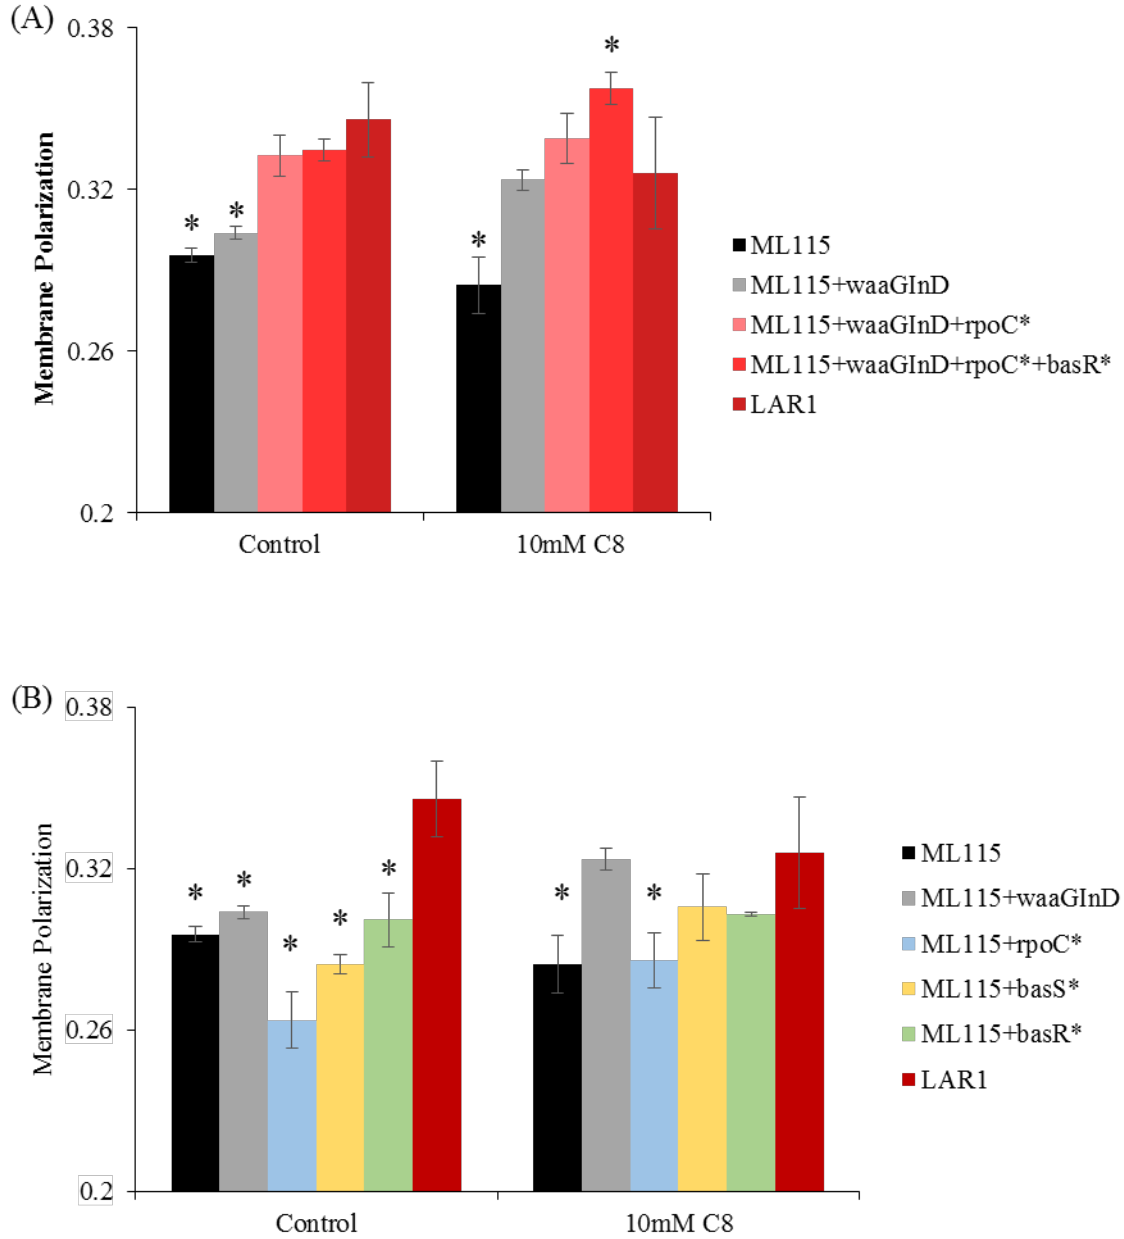 (A)
0.38
0.32
0.26
0.2
Membrane Polarization
* * * *
Control
10mM C8
ML115
ML115+waaGInD
ML115+waaGInD+rpoC*
ML115+waaGInD+rpoC*+basR*
LAR1
(B)
0.38
0.32
0.26
0.2
Membrane Polarization
* * * * * * *
Control
10mM C8
ML115
ML115+waaGInD
ML115+rpoC*
ML115+basS*
ML115+basR*
LAR1